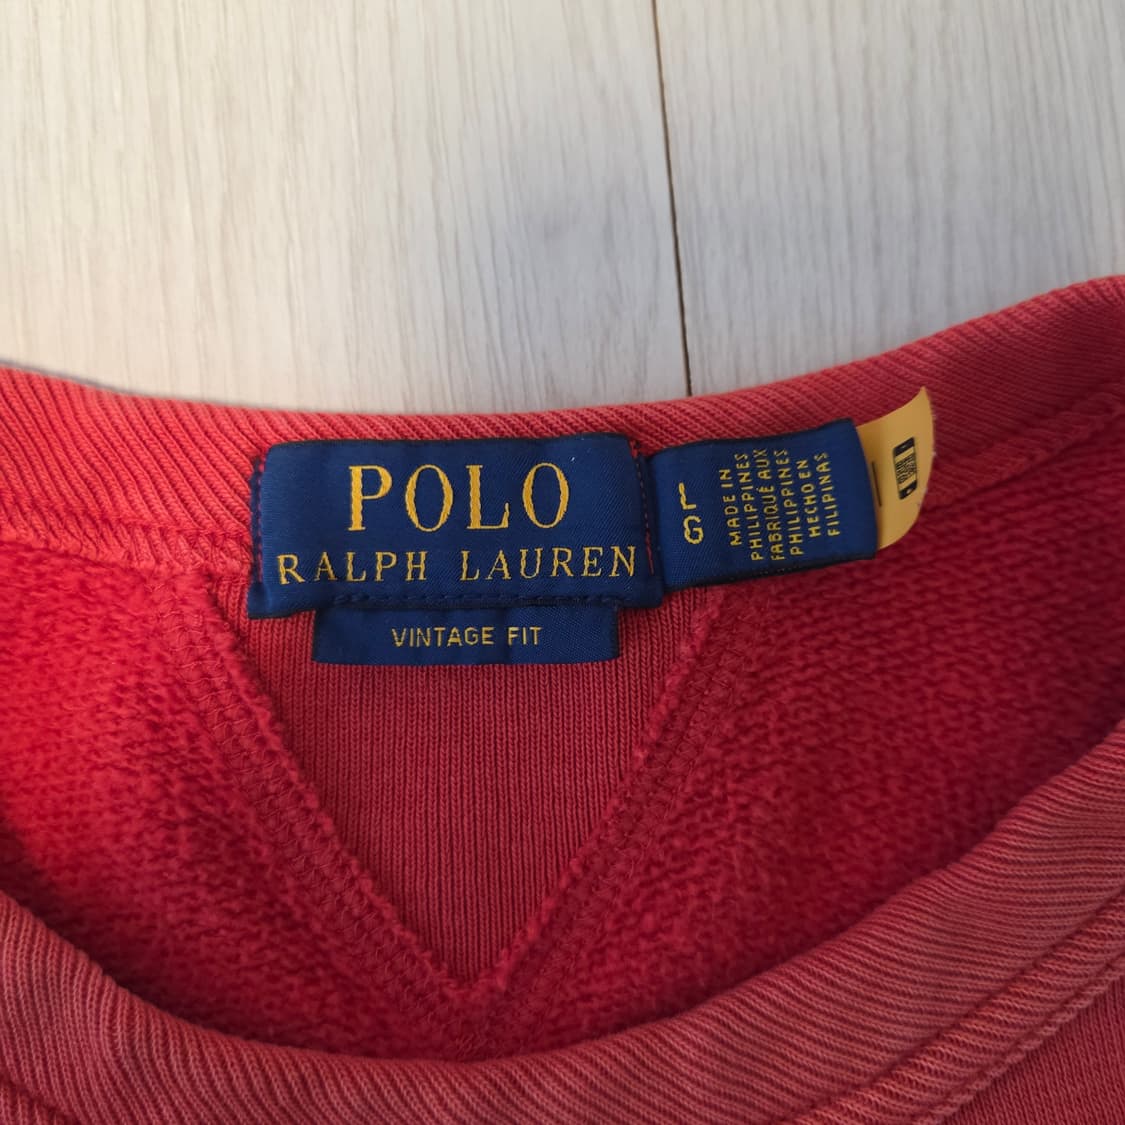 POLO
RALPH LAUREN
VINTAGE FIT
L
G
MADE IN
PHILIPPINES
FABRIQUÉ AUX
PHILIPPINES
HECHO EN
FILIPINAS